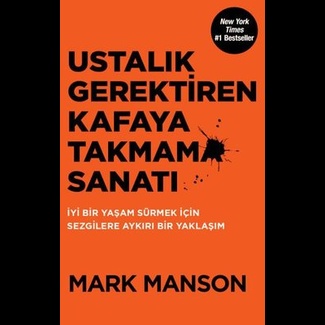 New York
Times
#1 Bestseller
USTALIK
GEREKTİREN
KAFAYA
TAKMAMA
SANATI
İYİ BİR YAŞAM SÜRMEK İÇİN
SEZGİLERE AYKIRI BİR YAKLAŞIM
MARK MANSON